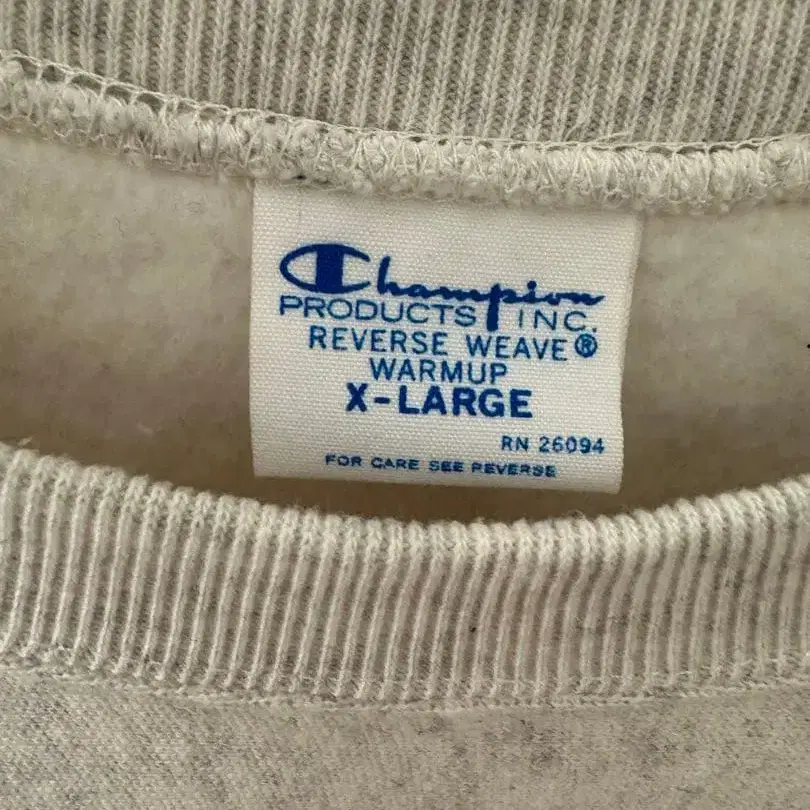 Champion
PRODUCTS INC.
REVERSE WEAVE®
WARMUP
X-LARGE
RN 26094
FOR CARE SEE REVERSE